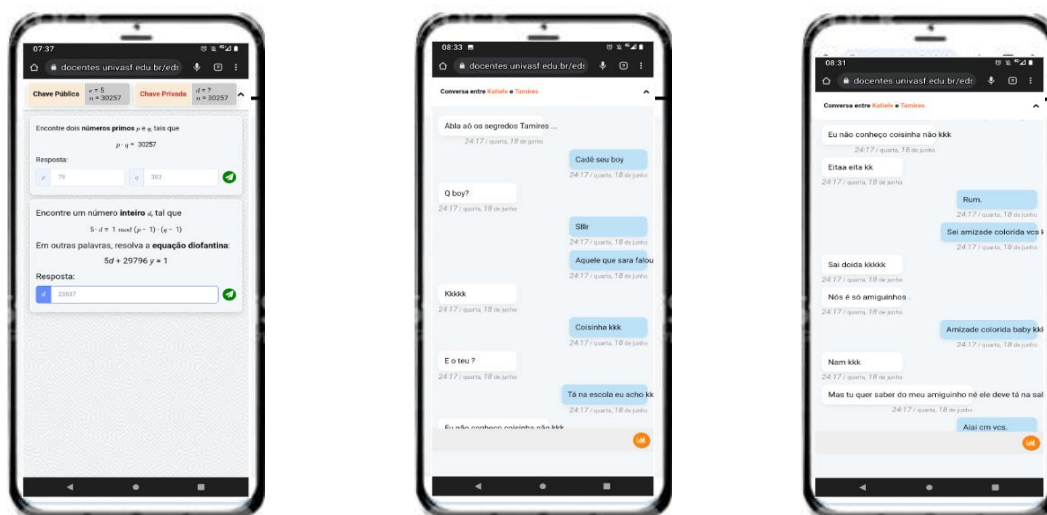 07:37
docentes.univasf.edu.br/eds
Chave Pública e = 5
n = 30257
Chave Privada d = ?
n = 30257
Encontre dois números primos p e q, tais que
p · q = 30257
Resposta:
p 79 q 383
Encontre um número inteiro d, tal que
5 · d ≡ 1 mod (p − 1) · (q − 1)
Em outras palavras, resolva a equação diofantina:
5d + 29796 y = 1
Resposta:
d 23837
08:33
docentes.univasf.edu.br/eds
Conversa entre Katiele e Tamires
Abla aô os segredos Tamires ...
24:17 / quarta, 18 de junho
Cadê seu boy
24:17 / quarta, 18 de junho
Q boy?
24:17 / quarta, 18 de junho
Slllr
24:17 / quarta, 18 de junho
Aquele que sara falou
24:17 / quarta, 18 de junho
Kkkkk
24:17 / quarta, 18 de junho
Coisinha kkk
24:17 / quarta, 18 de junho
E o teu ?
24:17 / quarta, 18 de junho
Tá na escola eu acho kk
24:17 / quarta, 18 de junho
Eu não conheço coisinha não kkk
08:31
docentes.univasf.edu.br/eds
Conversa entre Katiele e Tamires
Eu não conheço coisinha não kkk
24:17 / quarta, 18 de junho
Eitaa eita kk
24:17 / quarta, 18 de junho
Rum.
24:17 / quarta, 18 de junho
Sei amizade colorida vcs k
24:17 / quarta, 18 de junho
Sai doida kkkkk
24:17 / quarta, 18 de junho
Nós é só amiguinhos .
24:17 / quarta, 18 de junho
Amizade colorida baby kkk
24:17 / quarta, 18 de junho
Nam kkk
24:17 / quarta, 18 de junho
Mas tu quer saber do meu amiguinho né ele deve tá na sal
24:17 / quarta, 18 de junho
Aiai cm vcs.